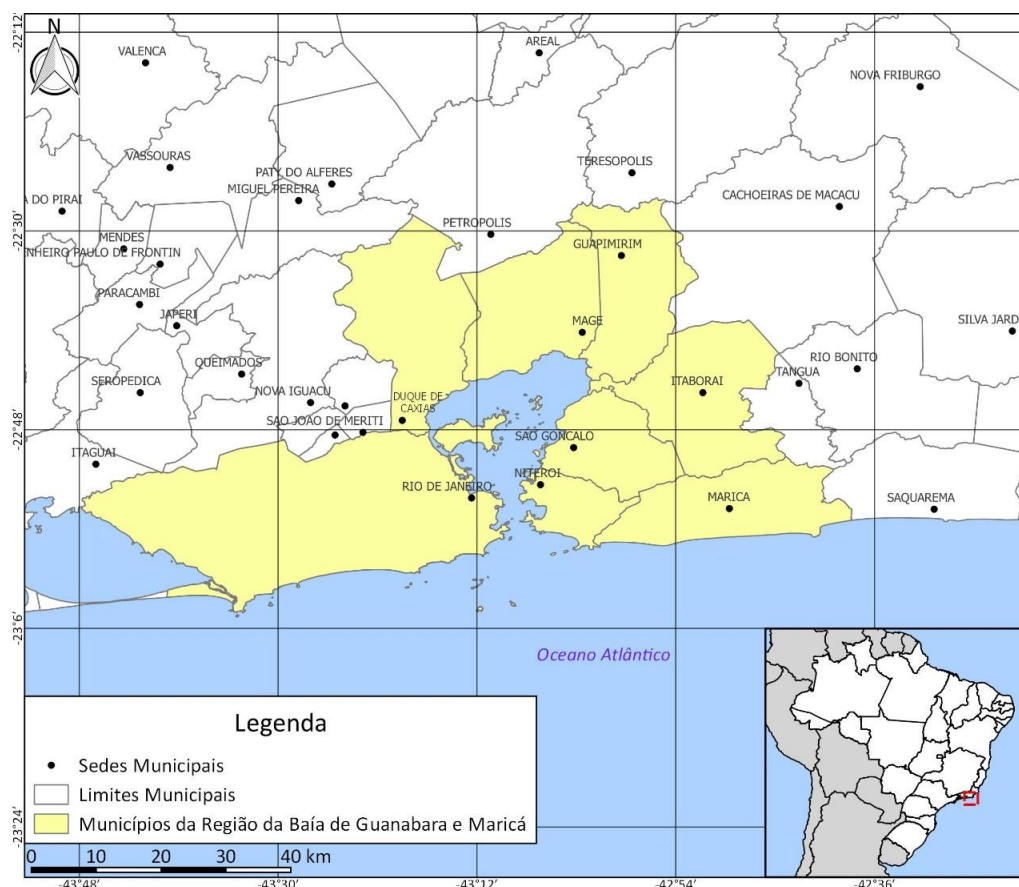 -22°12'
N
VALENCA
AREAL
NOVA FRIBURGO
VASSOURAS
PATY DO ALFERES
TERESOPOLIS
MIGUEL PEREIRA
CACHOEIRAS DE MACACU
A DO PIRAI
-22°30'
PETROPOLIS
MENDES
GUAPIMIRIM
NHEIRO PAULO DE FRONTIN
PARACAMBI
JAPERI
MAGE
SILVA JARD
QUEIMADOS
RIO BONITO
SEROPEDICA
TANGUA
ITABORAI
NOVA IGUACU
DUQUE DE
CAXIAS
SAO JOAO DE MERITI
-22°48'
SAO GONCALO
ITAGUAI
NITEROI
RIO DE JANEIRO
MARICA
SAQUAREMA
-23°6'
Oceano Atlântico
Legenda
Sedes Municipais
Limites Municipais
Municípios da Região da Baía de Guanabara e Maricá
-23°24'
0 10 20 30 40 km
-43°48' -43°30' -43°12' -42°54' -42°36'